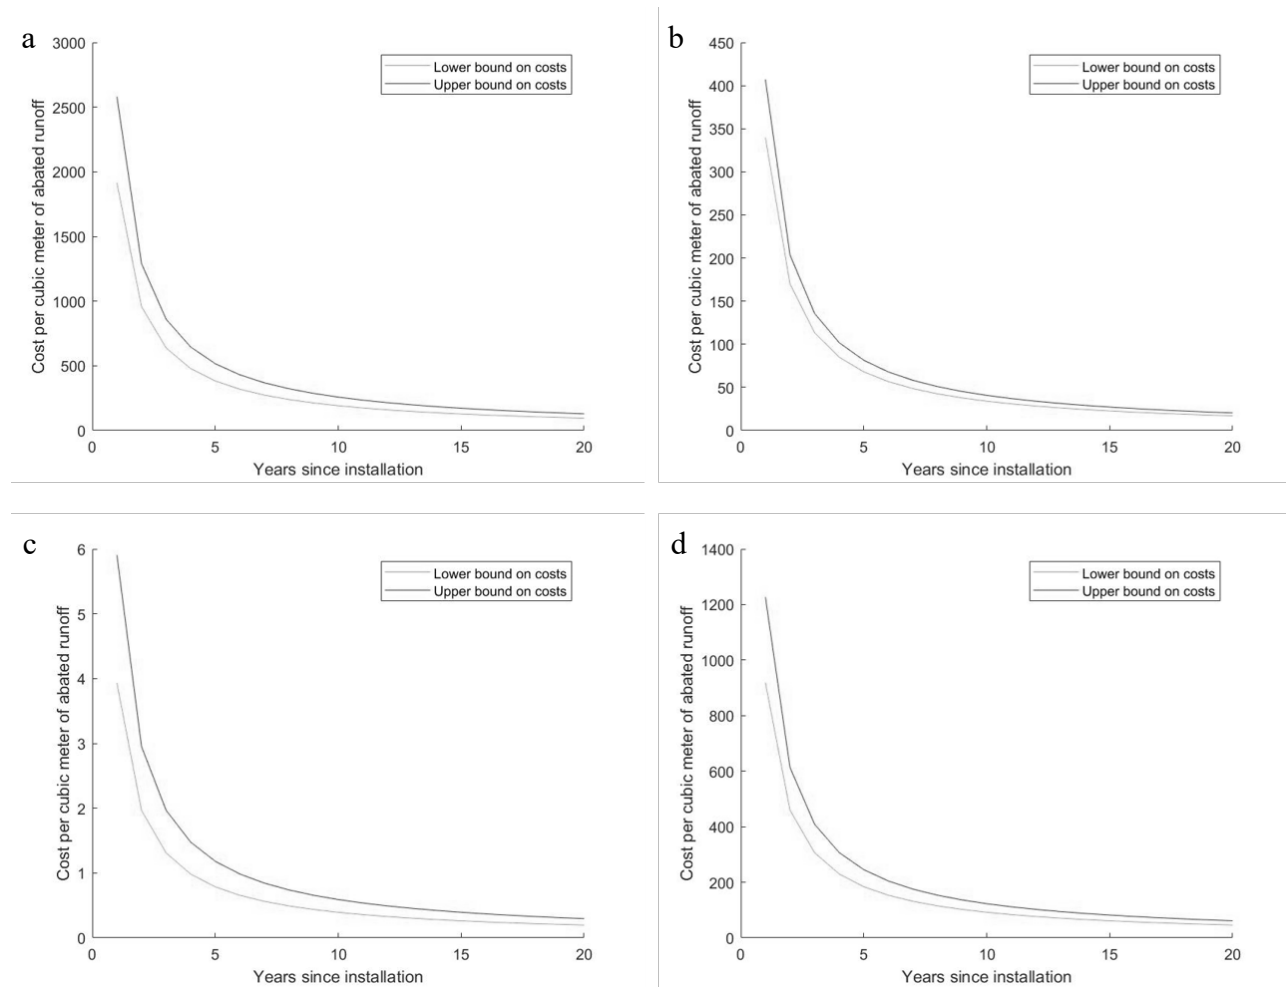 a
3000
2500
2000
1500
1000
500
0
Cost per cubic meter of abated runoff
Lower bound on costs
Upper bound on costs
0 5 10 15 20
Years since installation
b
450
400
350
300
250
200
150
100
50
0
Cost per cubic meter of abated runoff
Lower bound on costs
Upper bound on costs
0 5 10 15 20
Years since installation
c
6
5
4
3
2
1
0
Cost per cubic meter of abated runoff
Lower bound on costs
Upper bound on costs
0 5 10 15 20
Years since installation
d
1400
1200
1000
800
600
400
200
0
Cost per cubic meter of abated runoff
Lower bound on costs
Upper bound on costs
0 5 10 15 20
Years since installation